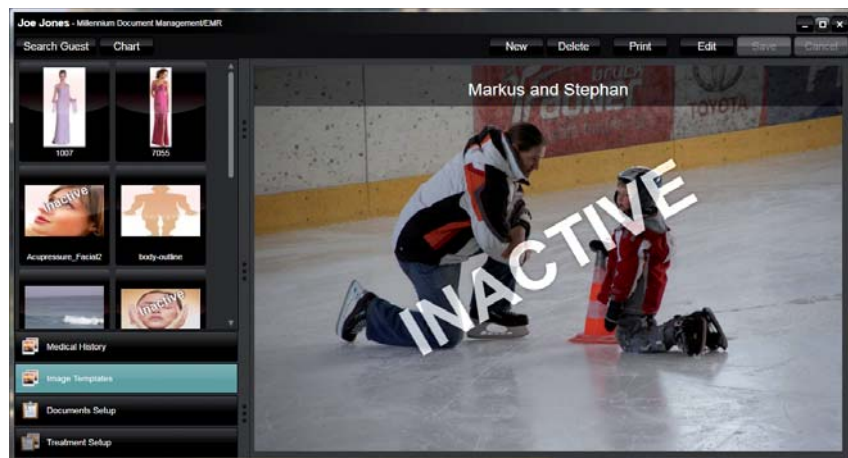 Joe Jones - Millennium Document Management/EMR
Search Guest Chart New Delete Print Edit Save Cancel
Markus and Stephan
TOYOTA
1007 7055
Inactive
Acupressure_Facial2 body-outline
Inactive
INACTIVE
Medical History
Image Templates
Documents Setup
Treatment Setup